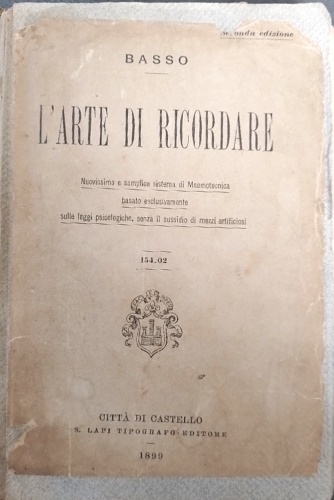 Seconda edizione
BASSO
L'ARTE DI RICORDARE
Nuovissimo e semplice sistema di Mnemotecnica
basato esclusivamente
sulle leggi psicologiche, senza il sussidio di mezzi artificiosi
154.02
CITTÀ DI CASTELLO
S. LAPI TIPOGRAFO EDITORE
1899